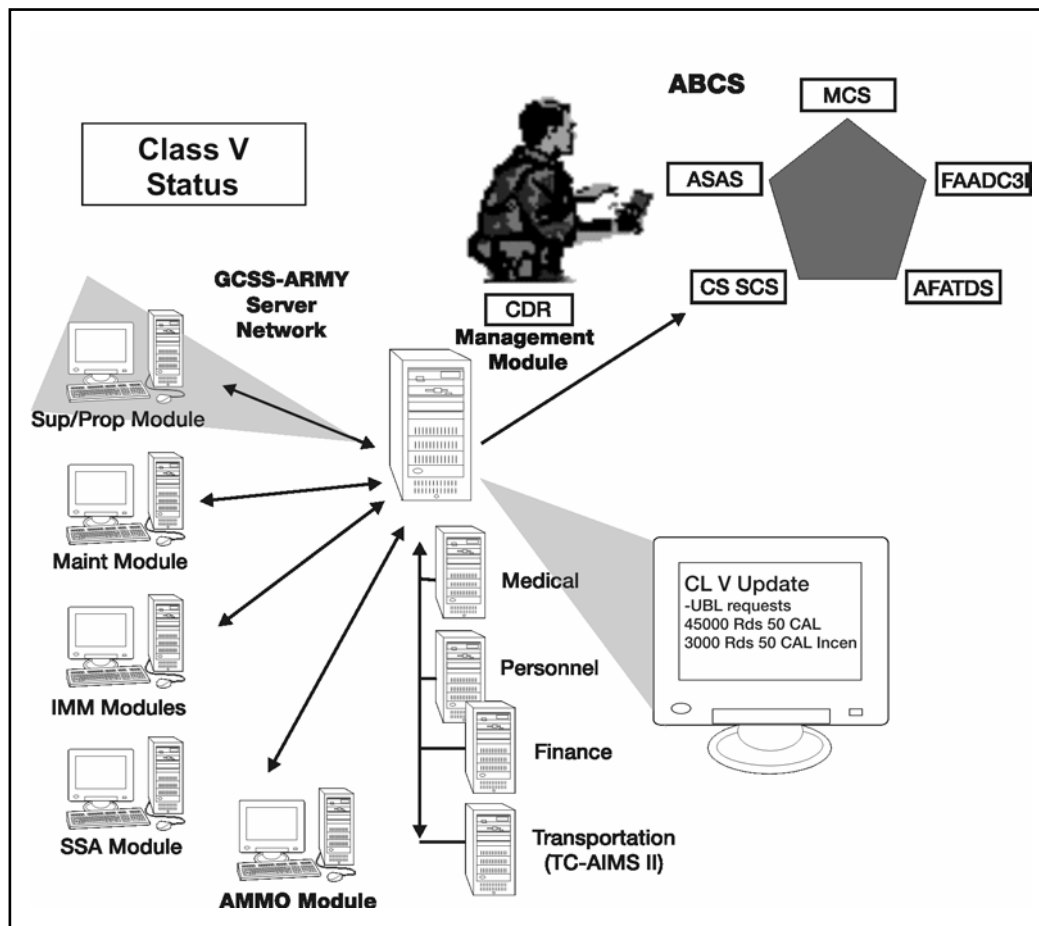 Class V
Status
ABCS
MCS
ASAS
FAADC3I
CS SCS
AFATDS
CDR
Management
Module
GCSS-ARMY
Server
Network
Sup/Prop Module
Maint Module
IMM Modules
SSA Module
AMMO Module
Medical
Personnel
Finance
Transportation
(TC-AIMS II)
CL V Update
-UBL requests
45000 Rds 50 CAL
3000 Rds 50 CAL Incen